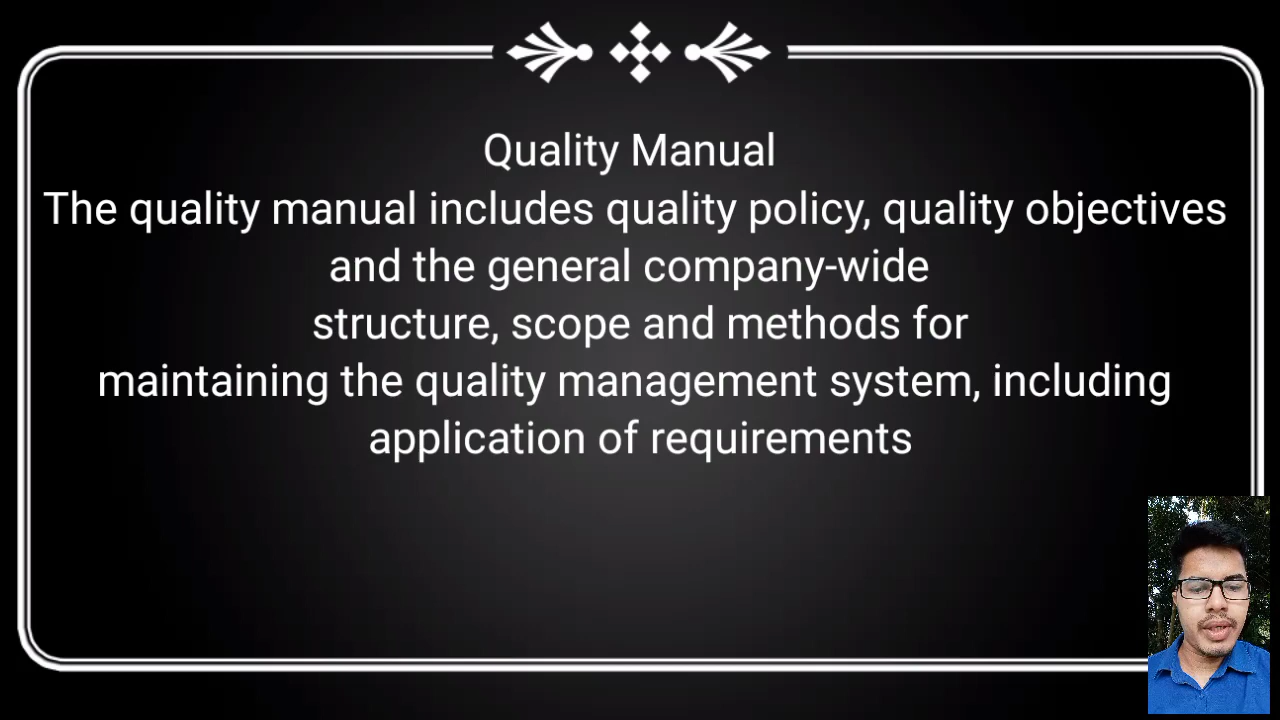 Quality Manual
The quality manual includes quality policy, quality objectives
and the general company-wide
structure, scope and methods for
maintaining the quality management system, including
application of requirements